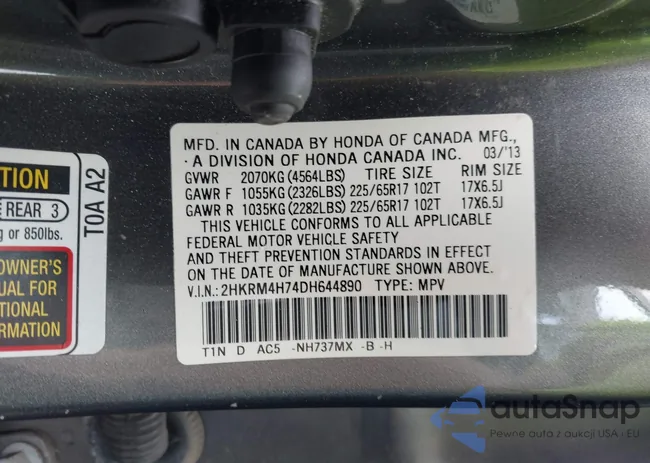 MFD. IN CANADA BY HONDA OF CANADA MFG.,
A DIVISION OF HONDA CANADA INC. 03/'13
GVWR 2070KG (4564LBS) TIRE SIZE RIM SIZE
GAWR F 1055KG (2326LBS) 225/65R17 102T 17X6.5J
GAWR R 1035KG (2282LBS) 225/65R17 102T 17X6.5J
THIS VEHICLE CONFORMS TO ALL APPLICABLE
FEDERAL MOTOR VEHICLE SAFETY
AND THEFT PREVENTION STANDARDS IN EFFECT
ON THE DATE OF MANUFACTURE SHOWN ABOVE.
V.I.N.: 2HKRM4H74DH644890 TYPE: MPV
T1N D AC5 -NH737MX -B -H
TION
REAR 3
g or 850lbs.
OWNER'S
UAL FOR
TIONAL
RMATION
T0A A2
autoSnap
Pewne auta z aukcji USA i EU